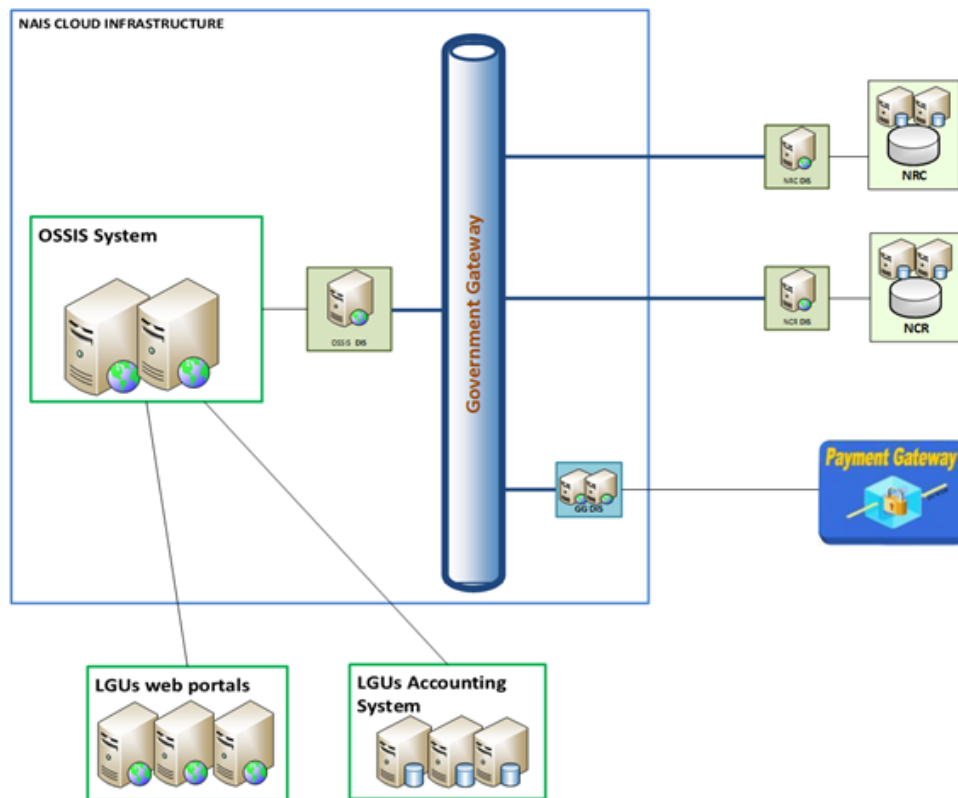 NAIS CLOUD INFRASTRUCTURE
NRC DIS
NRC
OSSIS System
OSSIS DIS
Government Gateway
NCR DIS
NCR
GG DIS
Payment Gateway
LGUs web portals
LGUs Accounting
System